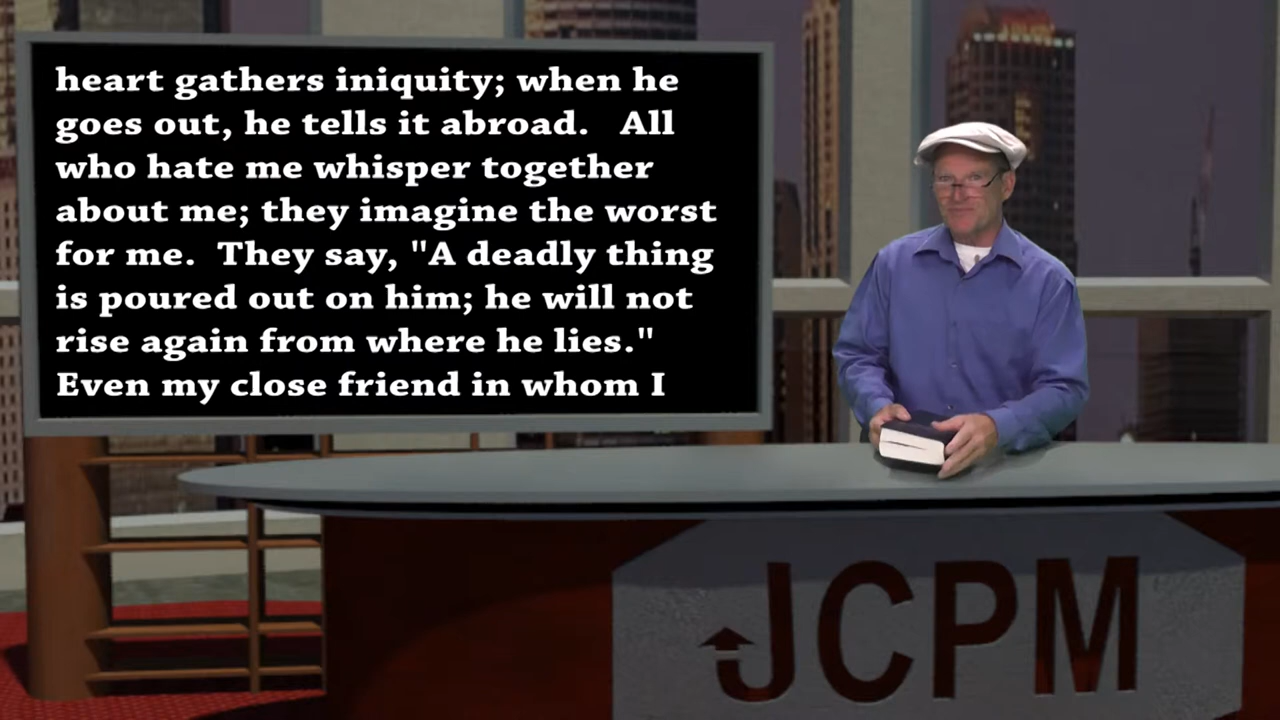 heart gathers iniquity; when he
goes out, he tells it abroad. All
who hate me whisper together
about me; they imagine the worst
for me. They say, "A deadly thing
is poured out on him; he will not
rise again from where he lies."
Even my close friend in whom I
JCPM